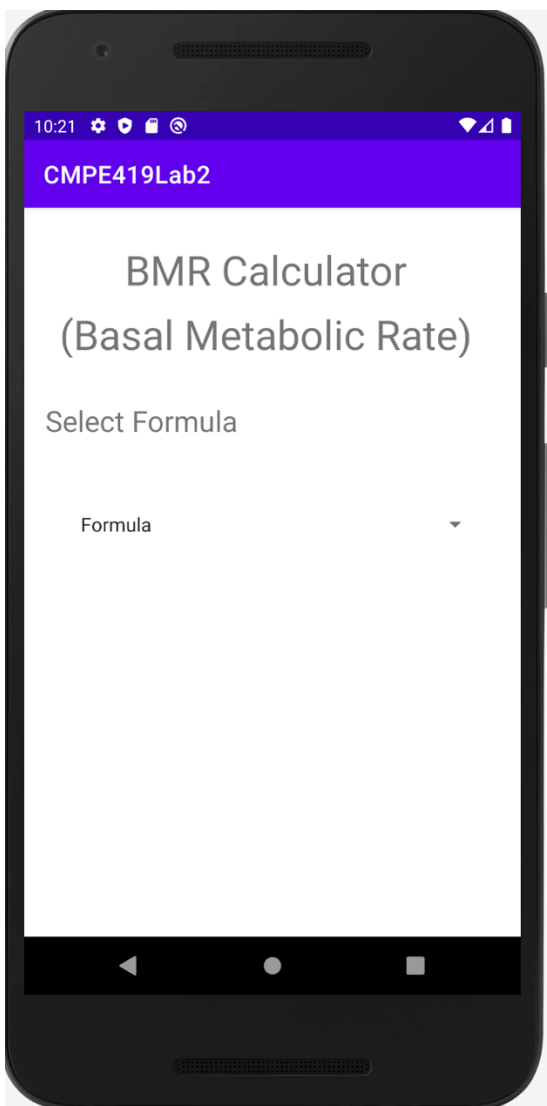 10:21
CMPE419Lab2
BMR Calculator
(Basal Metabolic Rate)
Select Formula
Formula